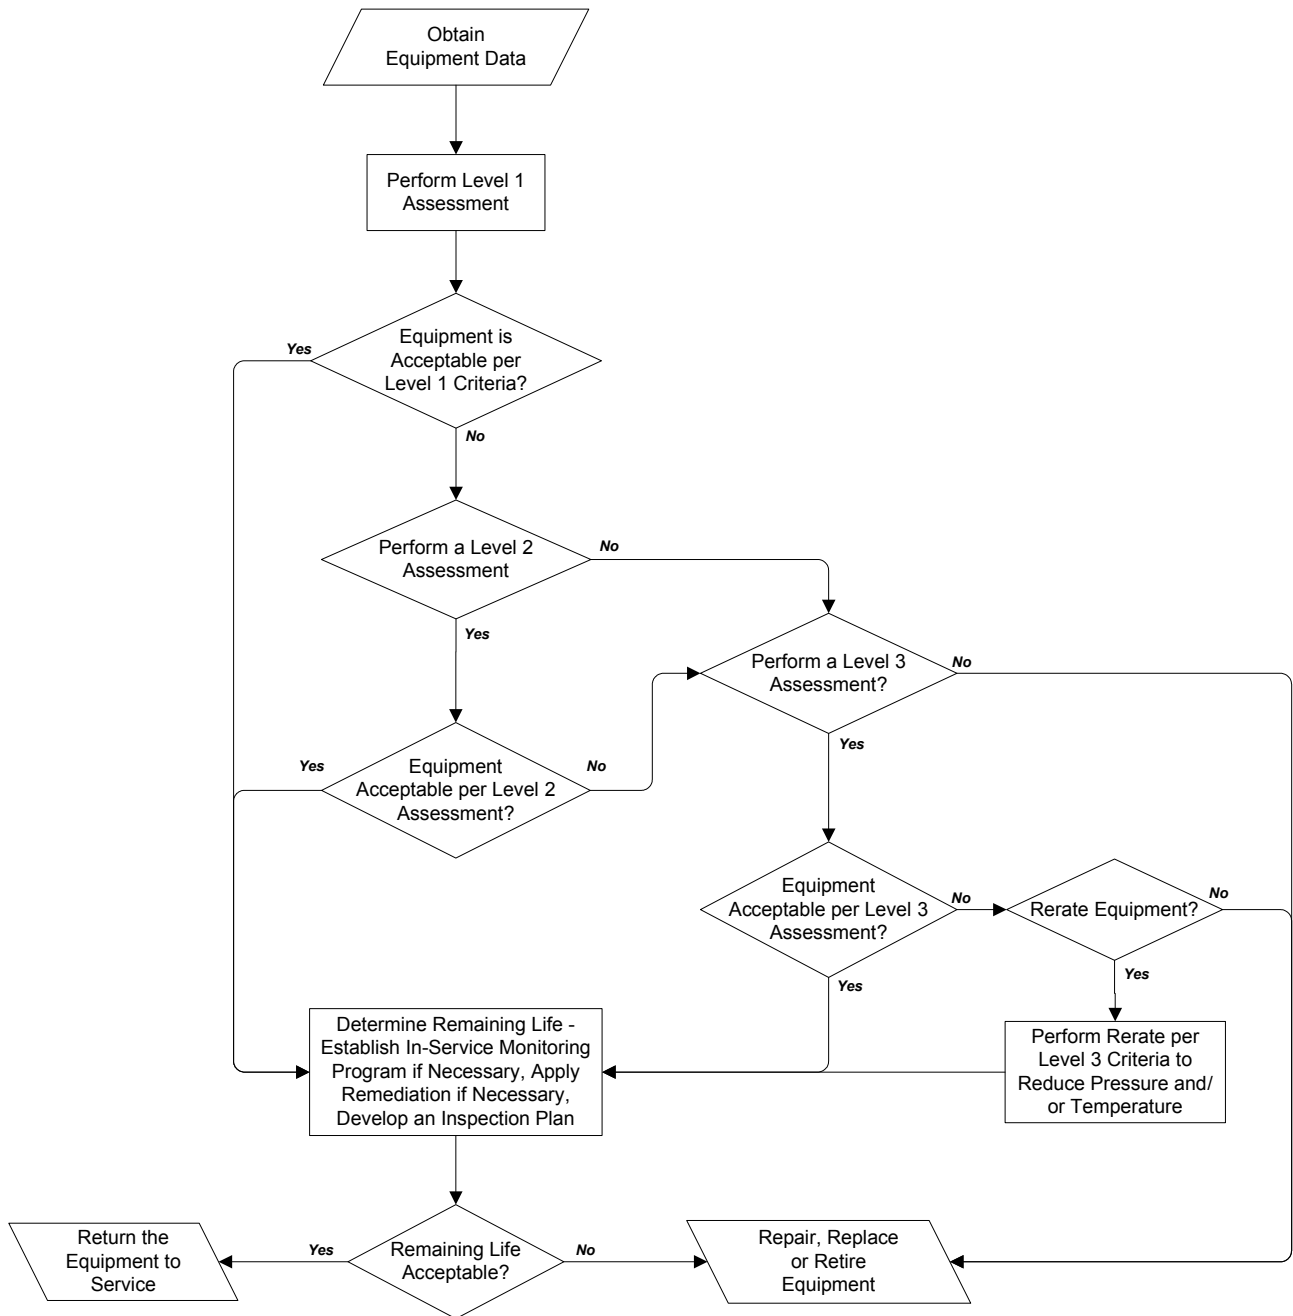 Obtain
Equipment Data
Perform Level 1
Assessment
Equipment is
Acceptable per
Level 1 Criteria?
Yes
No
Perform a Level 2
Assessment
No
Yes
Perform a Level 3
Assessment?
No
Yes
Equipment
Acceptable per Level 2
Assessment?
Yes
No
Equipment
Acceptable per Level 3
Assessment?
No
Yes
Rerate Equipment?
No
Yes
Determine Remaining Life -
Establish In-Service Monitoring
Program if Necessary, Apply
Remediation if Necessary,
Develop an Inspection Plan
Perform Rerate per
Level 3 Criteria to
Reduce Pressure and/
or Temperature
Return the
Equipment to
Service
Yes
Remaining Life
Acceptable?
No
Repair, Replace
or Retire
Equipment